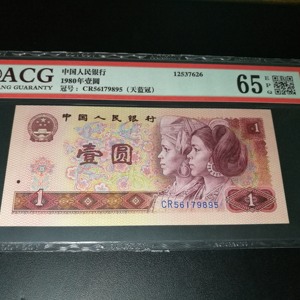 ACG
中国人民银行
1980年壹圆
冠号：CR56179895（天蓝冠）
12537626
65 E
P
G
NG GUARANTY
中国人民银行
1
壹圆
1
CR56179895